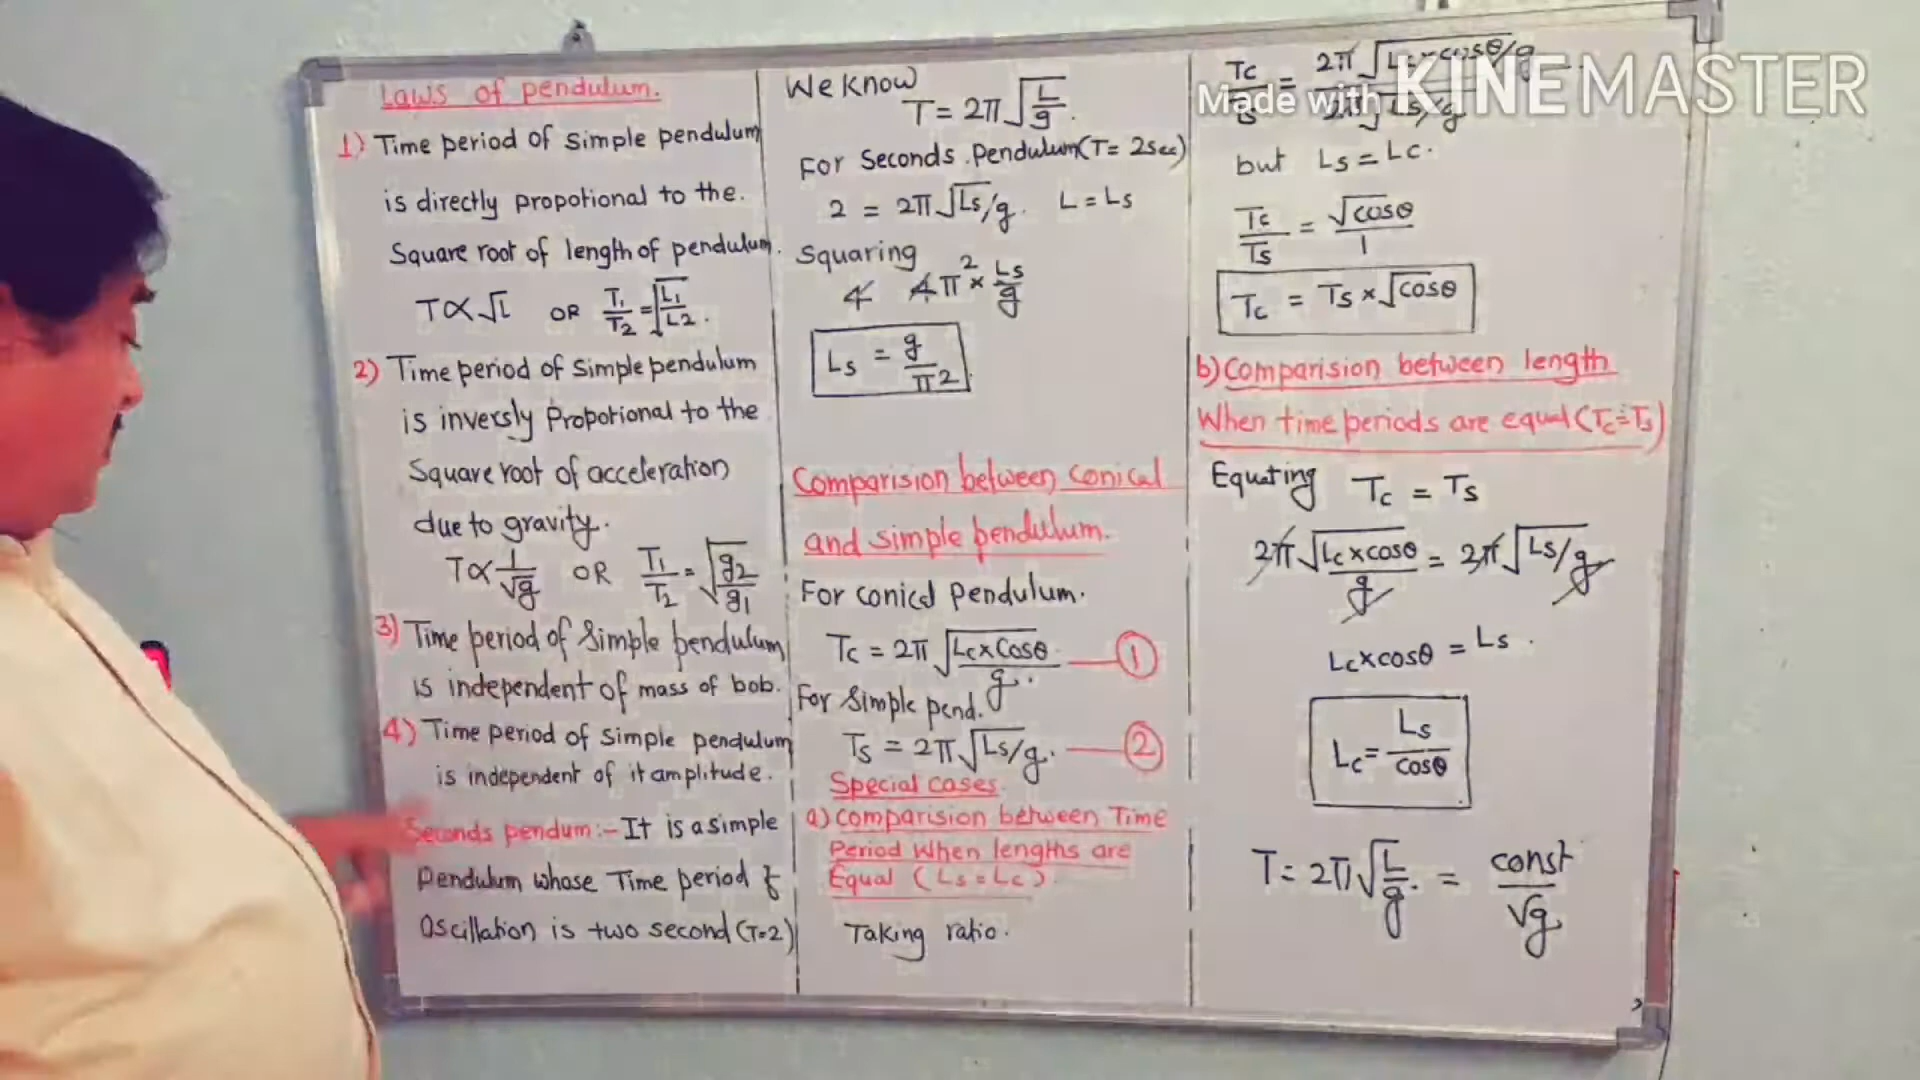 Laws of pendulum.
1) Time period of simple pendulum
is directly propotional to the.
Square root of length of pendulum.
T∝√L OR T1/T2 = √L1/L2.
2) Time period of Simple pendulum
is inversly Propotional to the
Square root of acceleration
due to gravity.
T∝1/√g OR T1/T2 = √g2/g1
3) Time period of Simple pendulum
is independent of mass of bob.
4) Time period of simple pendulum
is independent of it amplitude.
Seconds pendum:- It is a simple
Pendulum whose Time period of
Oscillation is two second (T=2)
We Know
T = 2π√L/g.
For Seconds Pendulum (T= 2sec)
2 = 2π√Ls/g. L = Ls
Squaring
4 4π² × Ls/g
Ls = g/π².
Comparision between conical
and simple pendulum.
For conical Pendulum.
Tc = 2π√Lc×Cosθ/g. 1
For Simple pend.
Ts = 2π√Ls/g. 2
Special cases.
a) Comparision between Time
Period When lengths are
Equal (Ls=Lc).
Taking ratio.
Made with KINEMASTER
Tc = 2π√Lc×cosθ/g
2π√Ls/g
but Ls = Lc.
Tc/Ts = √cosθ/1
Tc = Ts × √cosθ
b) Comparision between length
When time periods are equal (Tc=Ts)
Equating Tc = Ts
2π√Lc×cosθ/g = 2π√Ls/g
Lc×cosθ = Ls.
Lc = Ls/cosθ
T= 2π√L/g. = const/√g